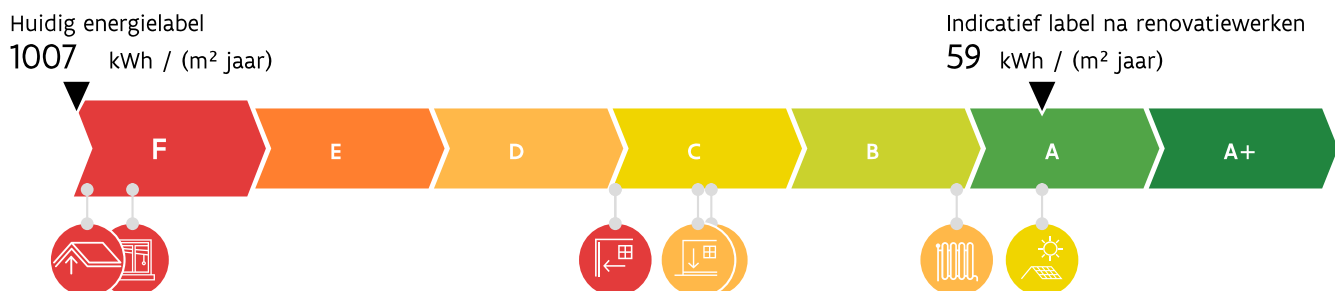 Huidig energielabel
1007 kWh / (m² jaar)
Indicatief label na renovatiewerken
59 kWh / (m² jaar)
F
E
D
C
B
A
A+